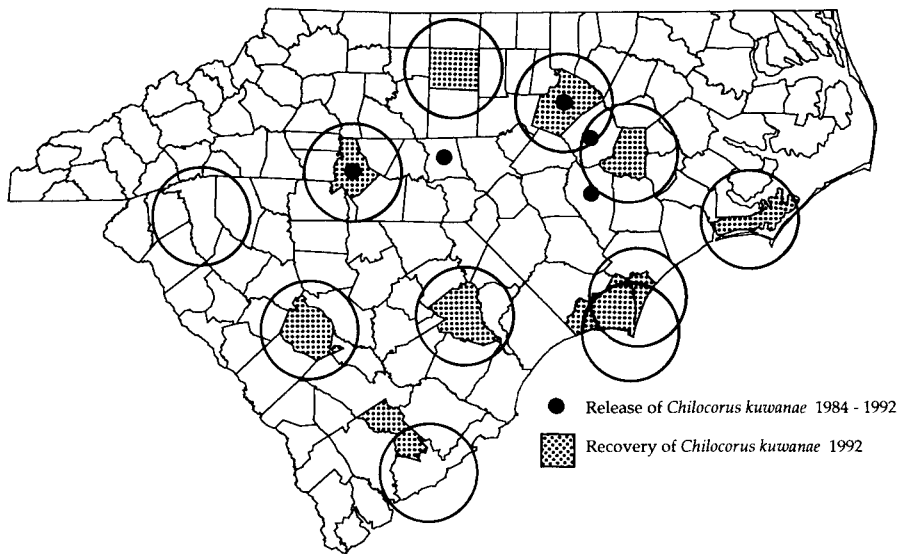 Release of Chilocorus kuwanae 1984 - 1992
Recovery of Chilocorus kuwanae 1992